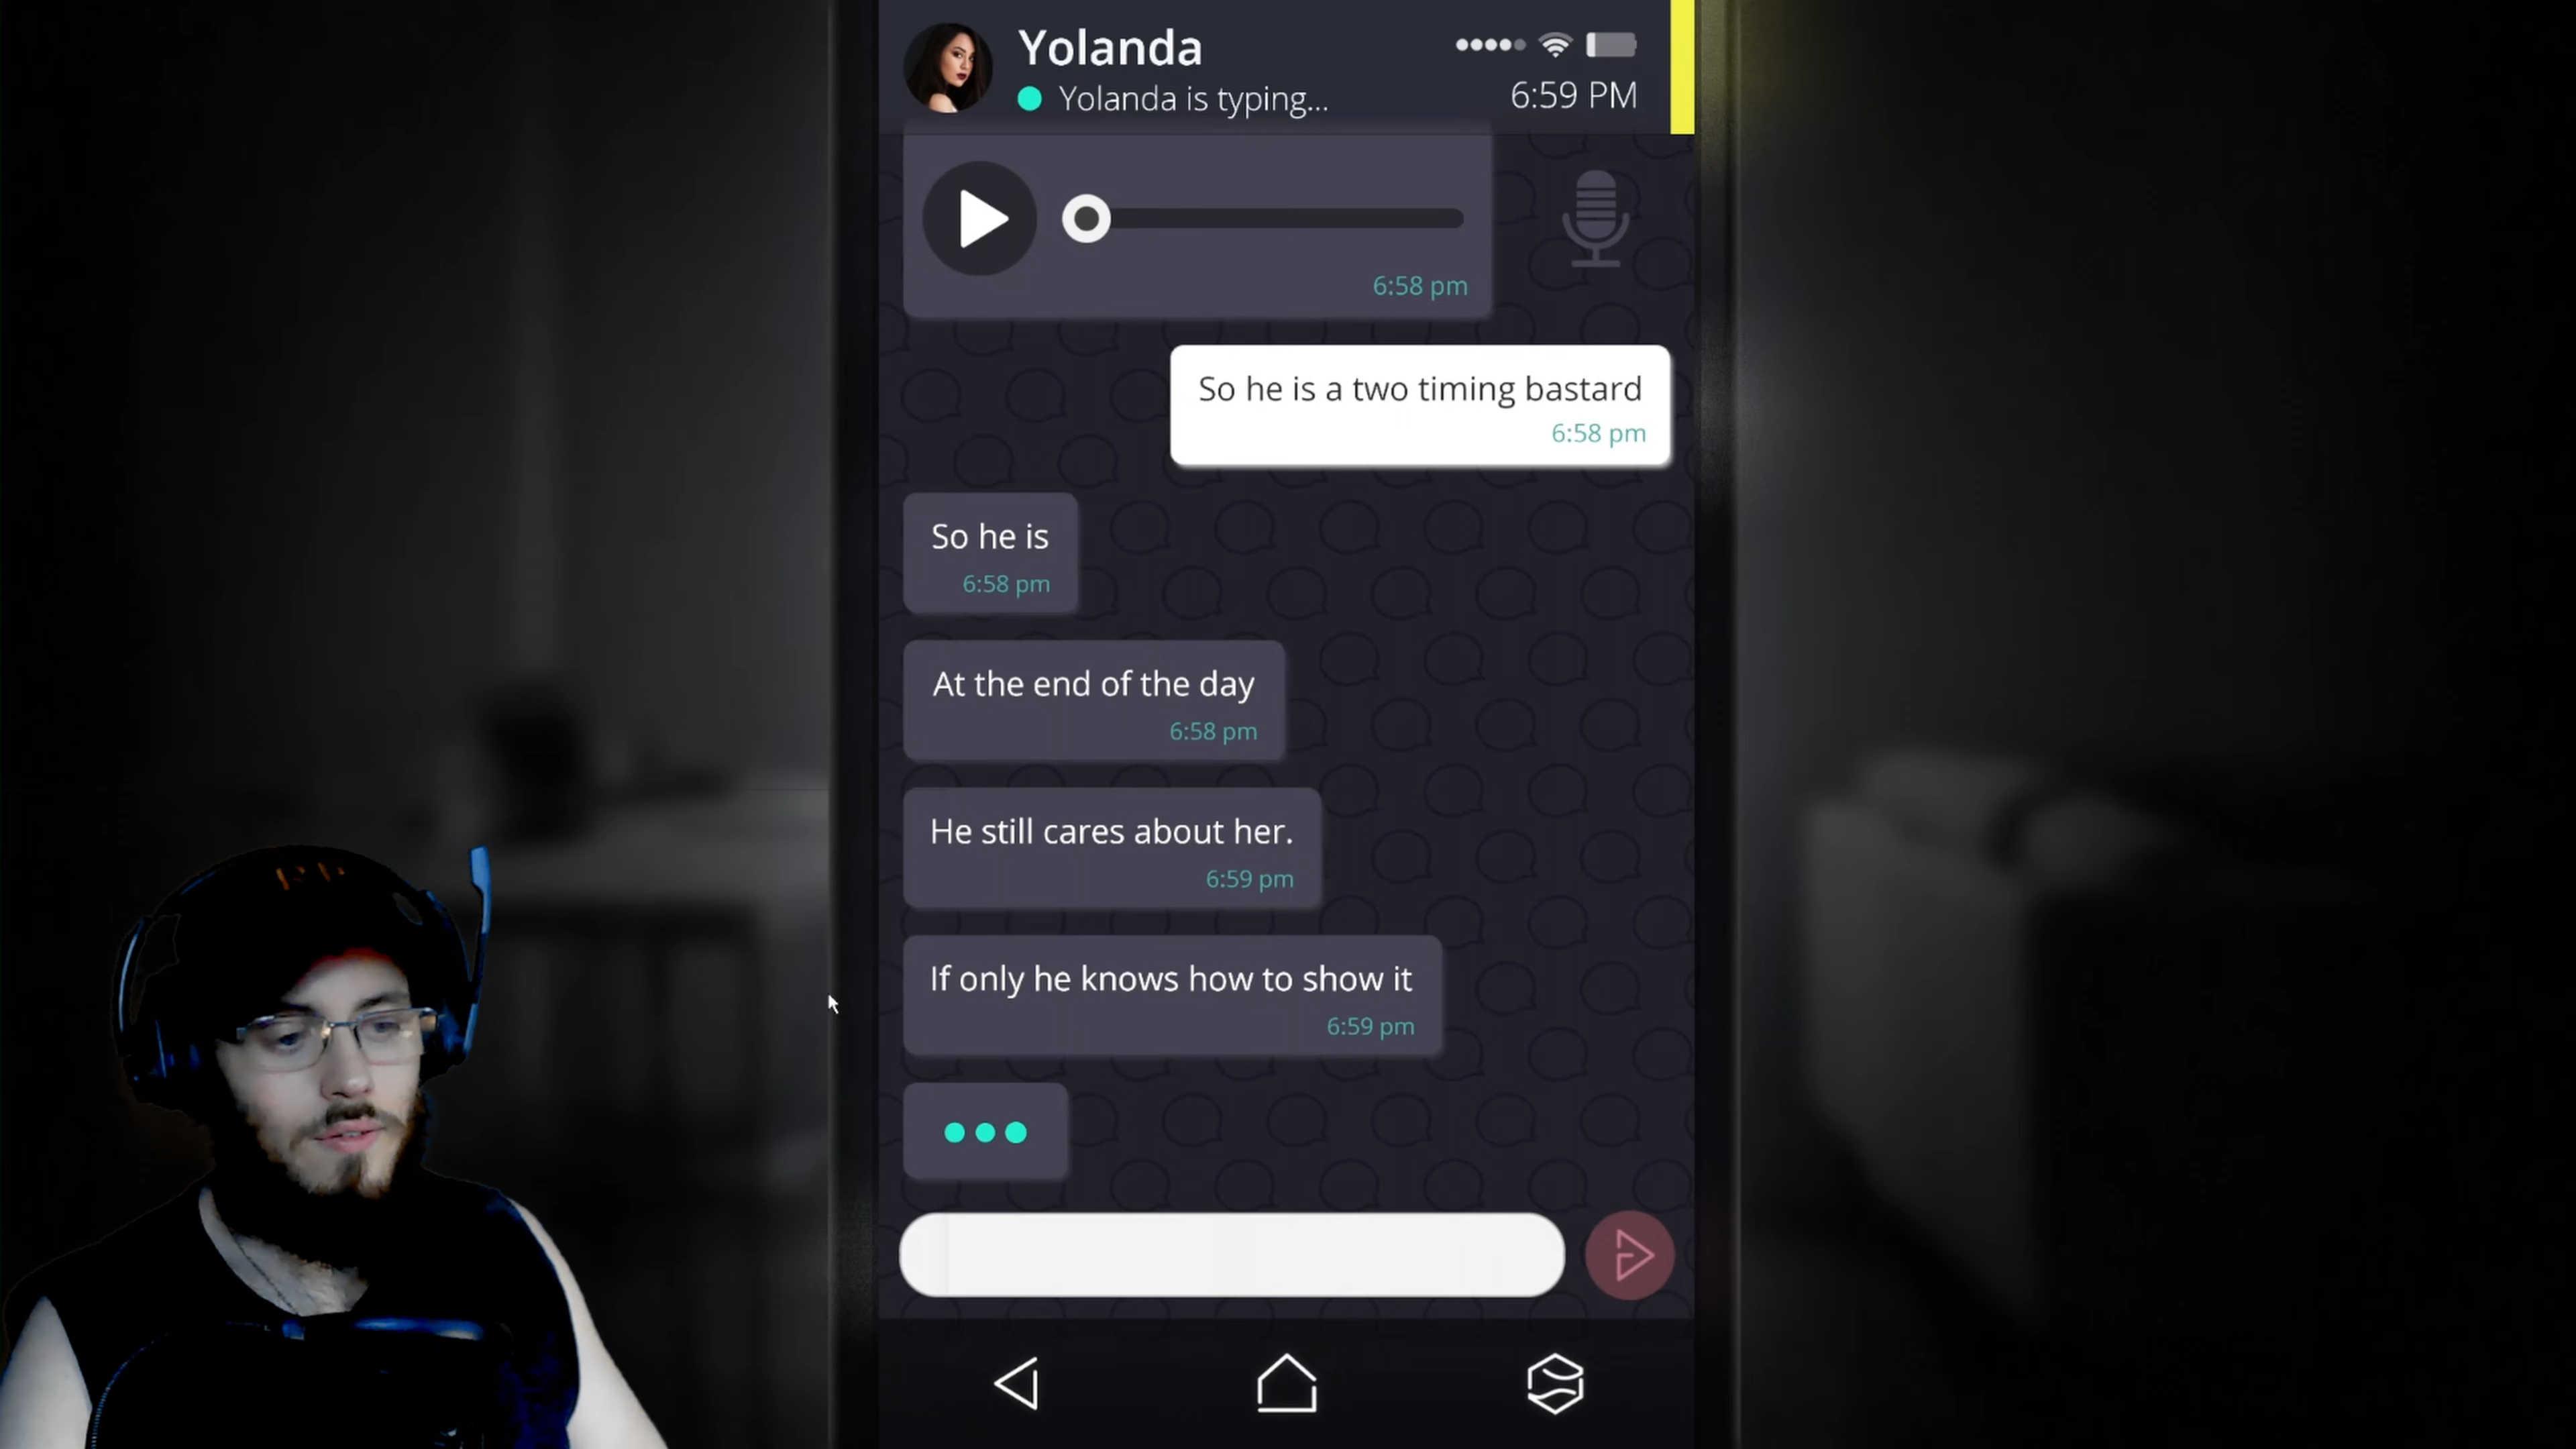 Yolanda
Yolanda is typing...
6:59 PM
6:58 pm
So he is a two timing bastard
6:58 pm
So he is
6:58 pm
At the end of the day
6:58 pm
He still cares about her.
6:59 pm
If only he knows how to show it
6:59 pm